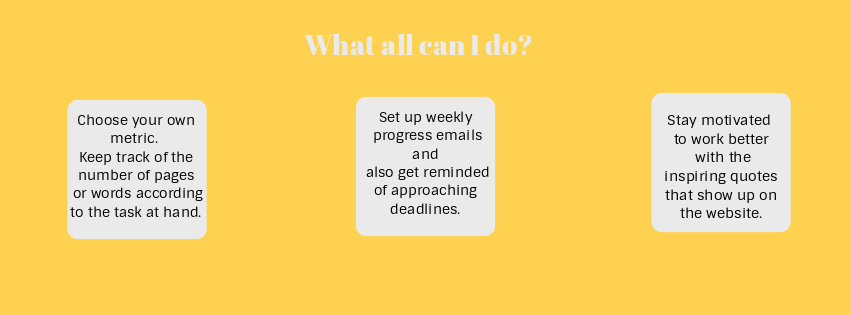 What all can I do?
Choose your own
metric.
Keep track of the
number of pages
or words according
to the task at hand.
Set up weekly
progress emails
and
also get reminded
of approaching
deadlines.
Stay motivated
to work better
with the
inspiring quotes
that show up on
the website.